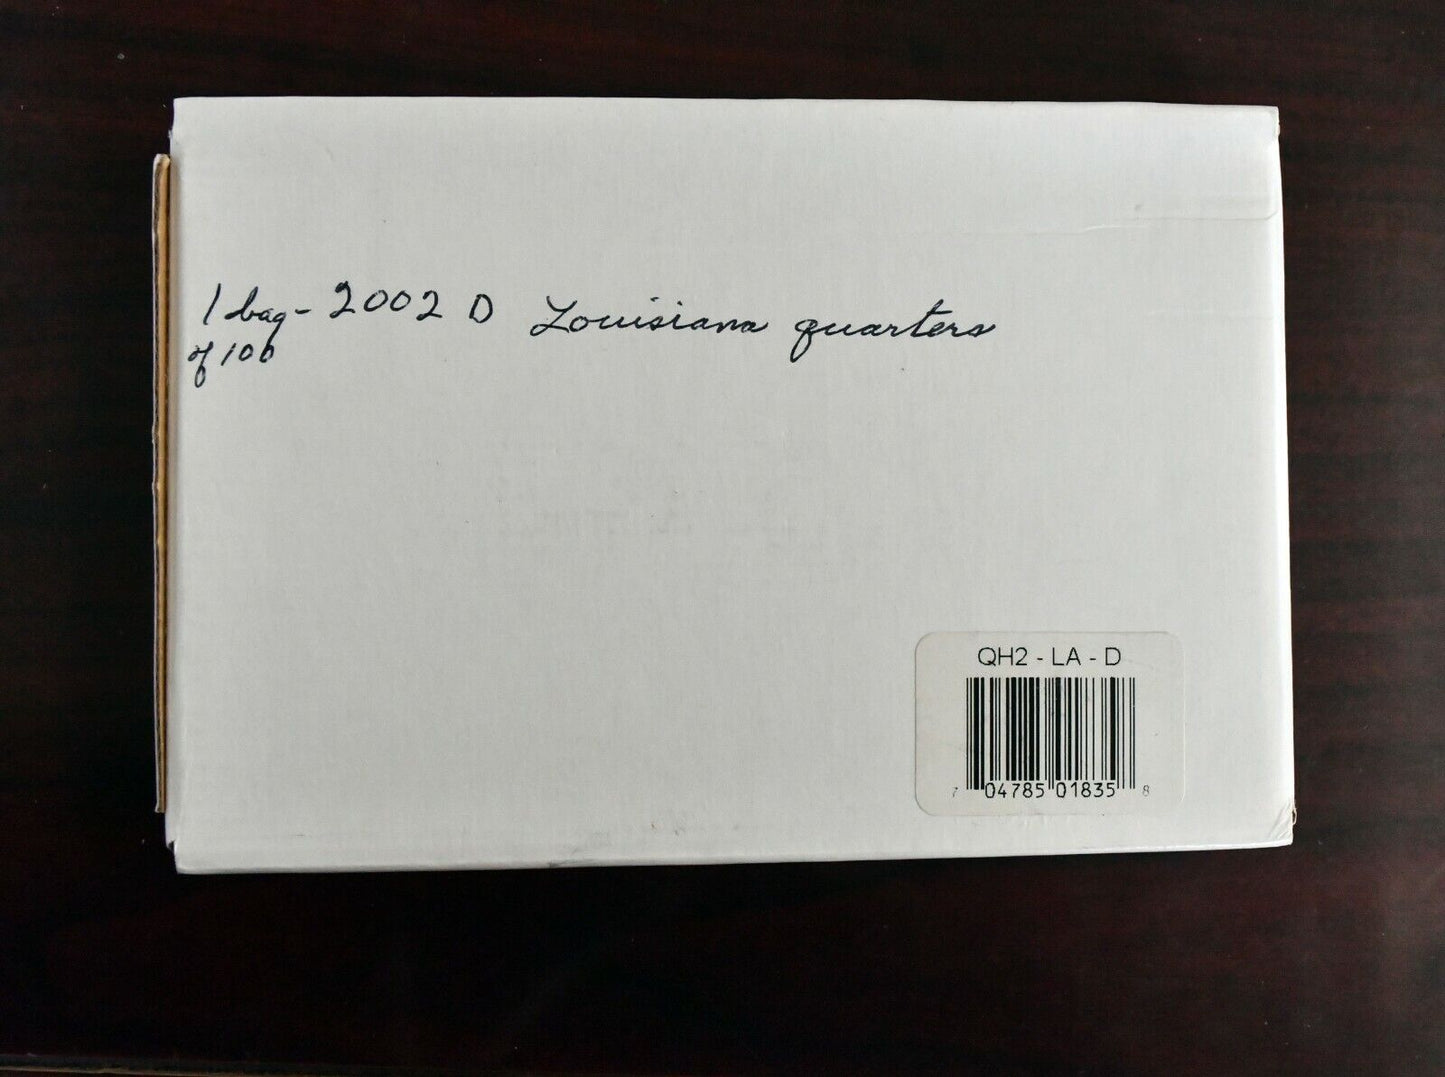 1 bag - 2002 D Louisiana quarters
of 100
QH2 - LA - D
7 04785 01835 8